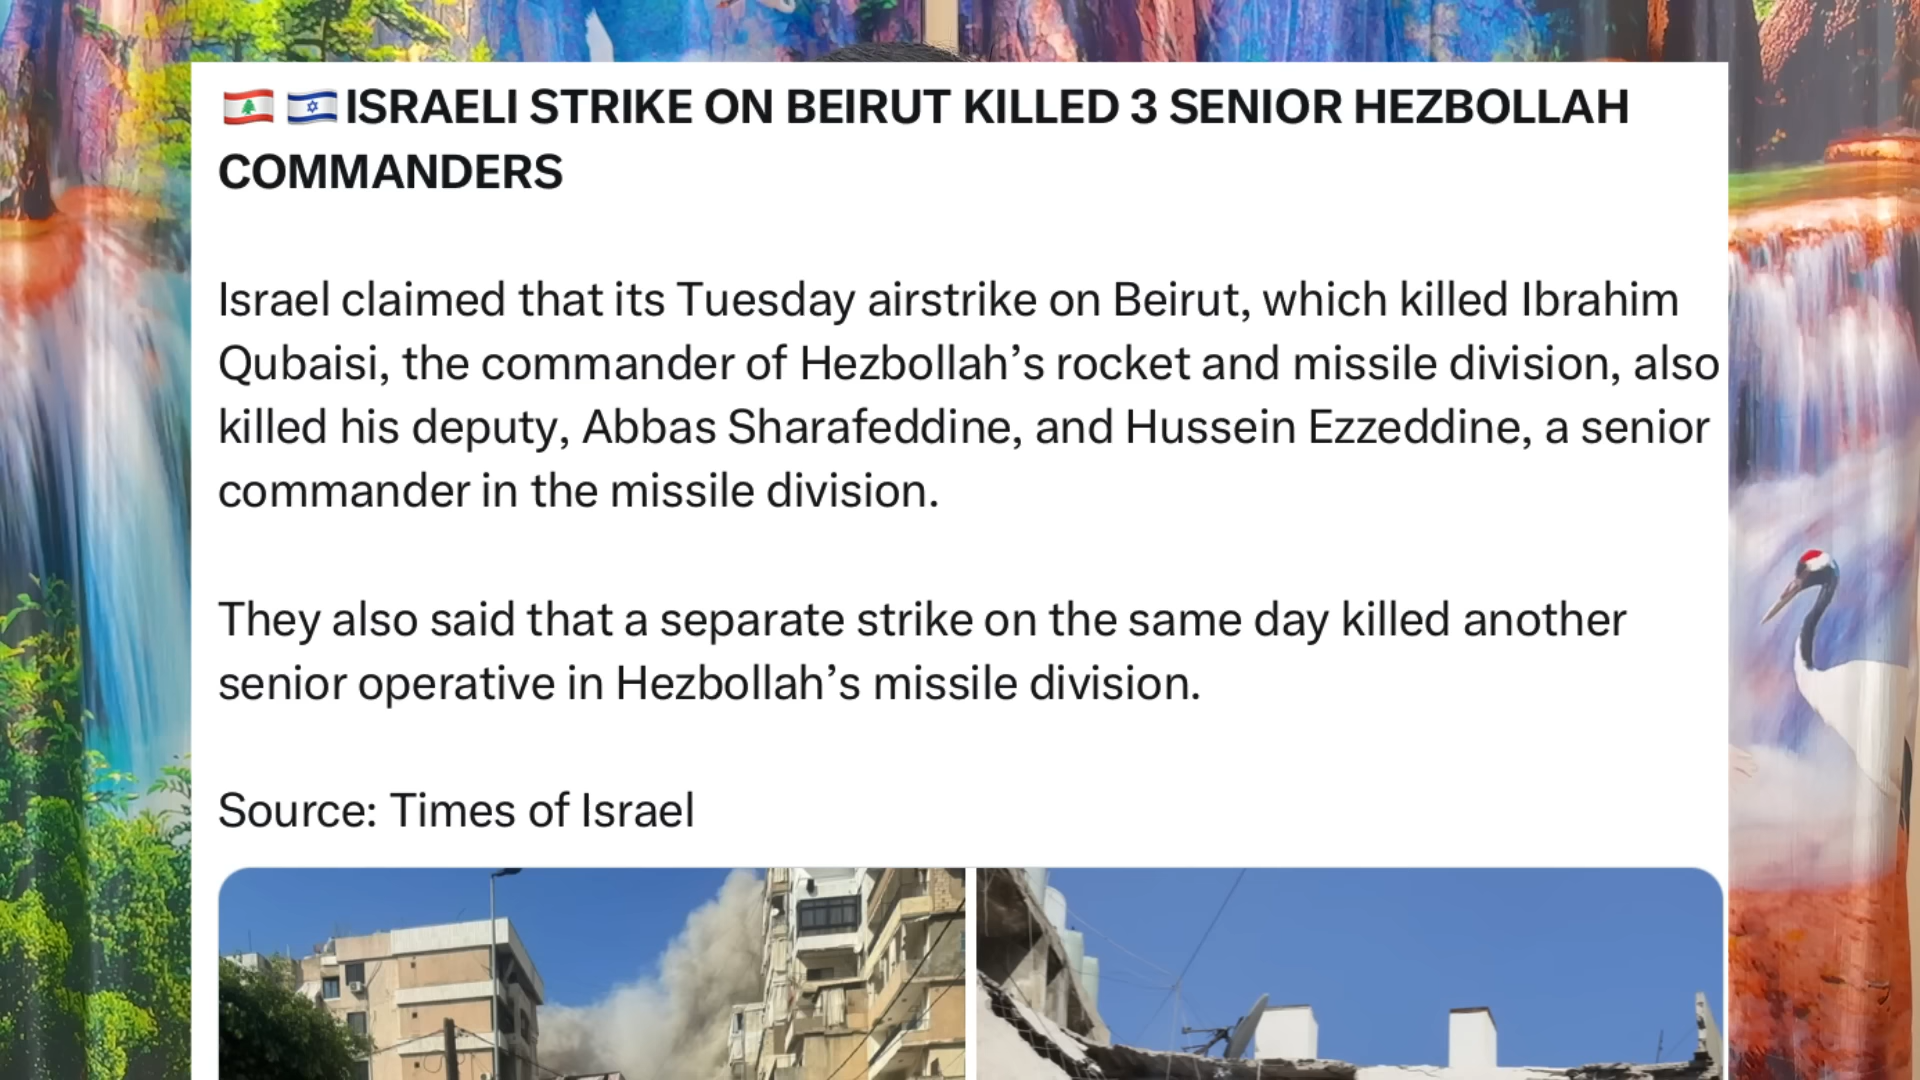 🇱🇧 🇮🇱 ISRAELI STRIKE ON BEIRUT KILLED 3 SENIOR HEZBOLLAH
COMMANDERS
Israel claimed that its Tuesday airstrike on Beirut, which killed Ibrahim
Qubaisi, the commander of Hezbollah’s rocket and missile division, also
killed his deputy, Abbas Sharafeddine, and Hussein Ezzeddine, a senior
commander in the missile division.
They also said that a separate strike on the same day killed another
senior operative in Hezbollah’s missile division.
Source: Times of Israel